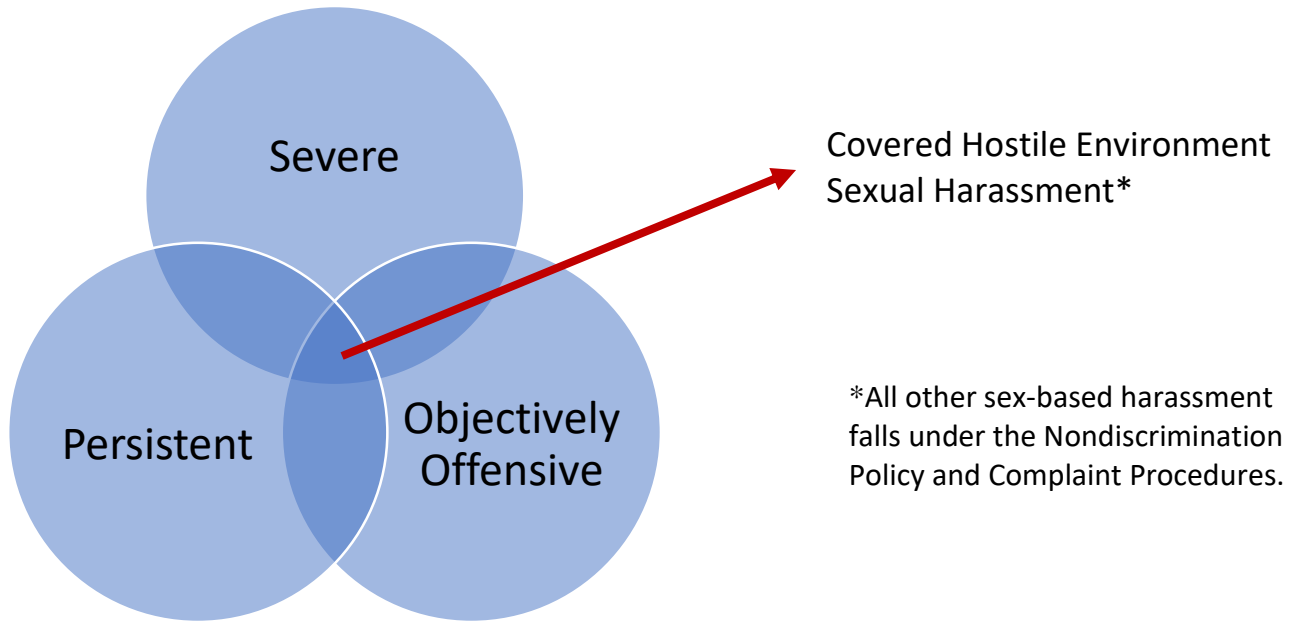 Severe
Persistent
Objectively
Offensive
Covered Hostile Environment
Sexual Harassment*
*All other sex-based harassment
falls under the Nondiscrimination
Policy and Complaint Procedures.